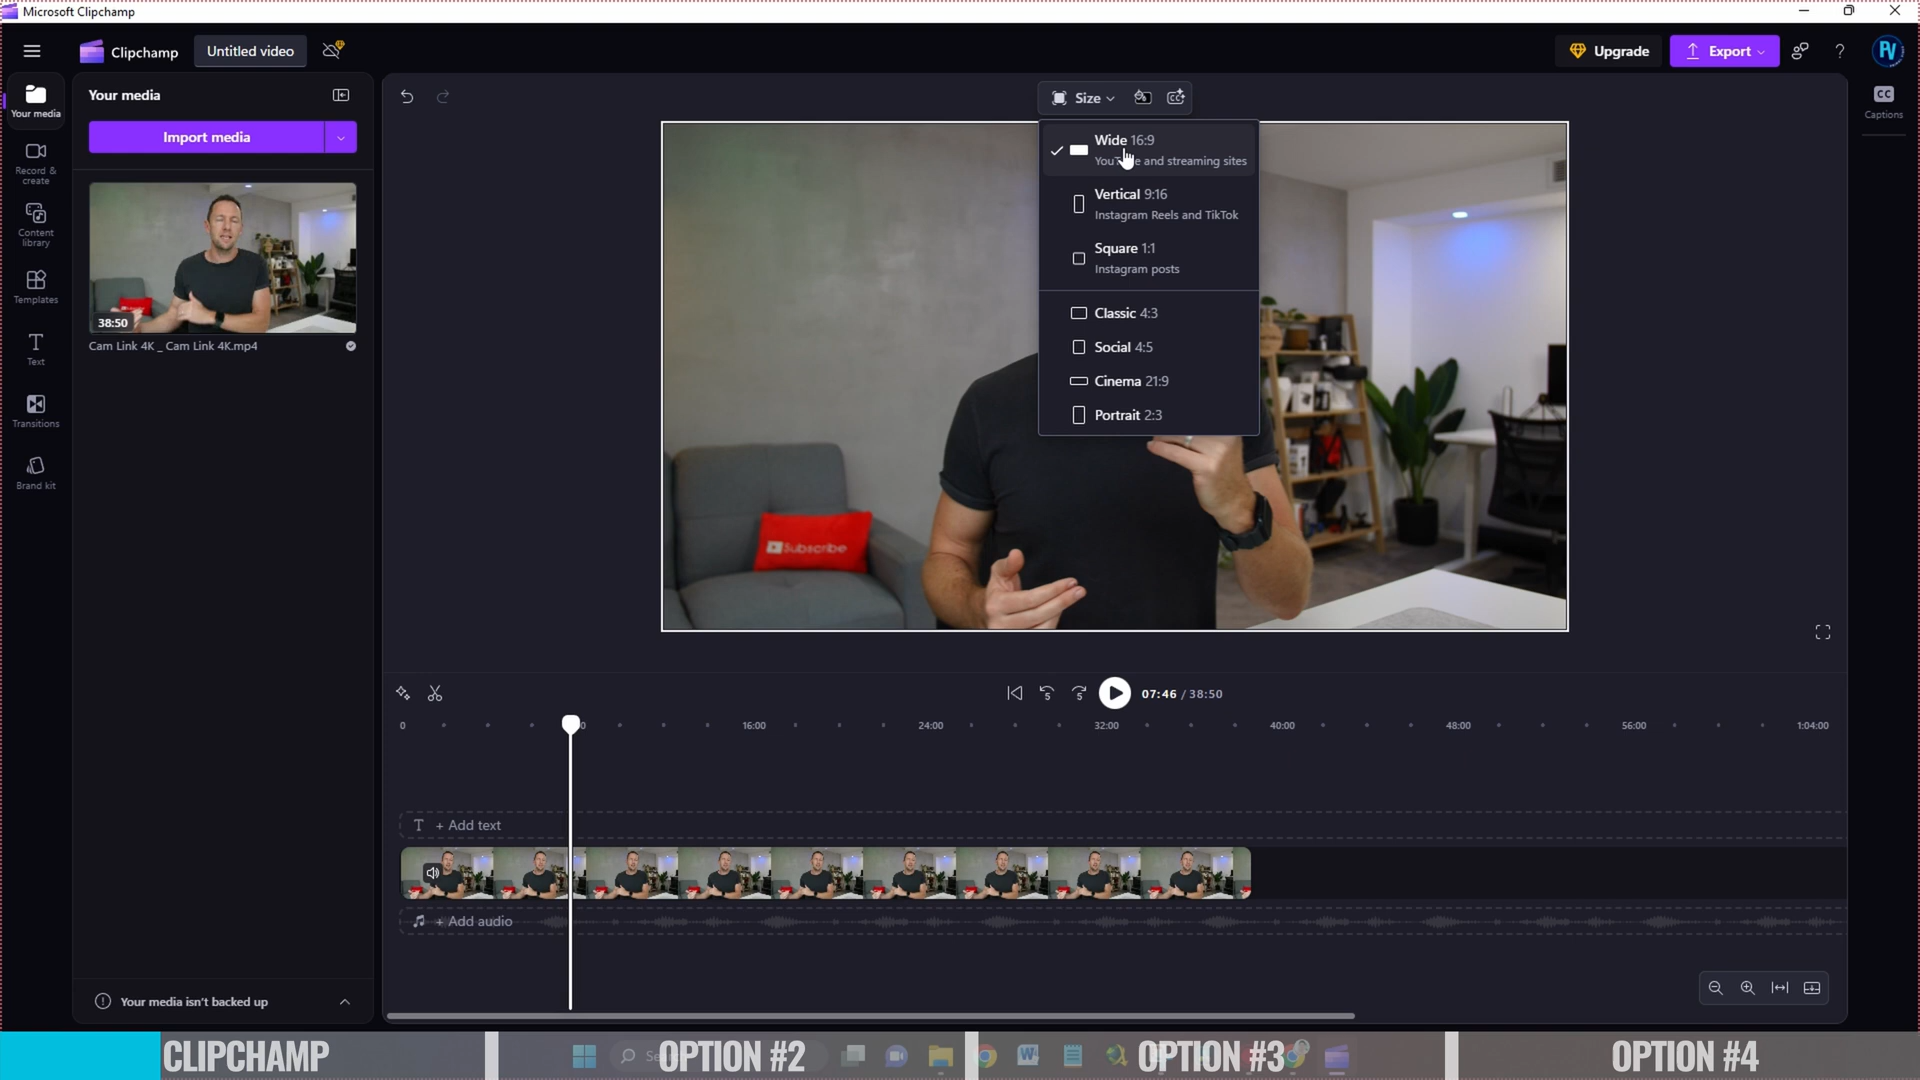 Microsoft Clipchamp
Clipchamp
Untitled video
Upgrade
Export
?
PV
Your media
Record &
create
Content
library
Templates
Text
Transitions
Brand kit
Your media
Import media
38:50
Cam Link 4K _ Cam Link 4K.mp4
Your media isn't backed up
Size
Wide 16:9
and streaming sites
Vertical 9:16
Instagram Reels and TikTok
Square 1:1
Instagram posts
Classic 4:3
Social 4:5
Cinema 21:9
Portrait 2:3
Subscribe
CC
Captions
5
5
07:46 / 38:50
0
16:00
24:00
32:00
40:00
48:00
56:00
1:04:00
T + Add text
+ Add audio
CLIPCHAMP
OPTION #2
OPTION #3
OPTION #4